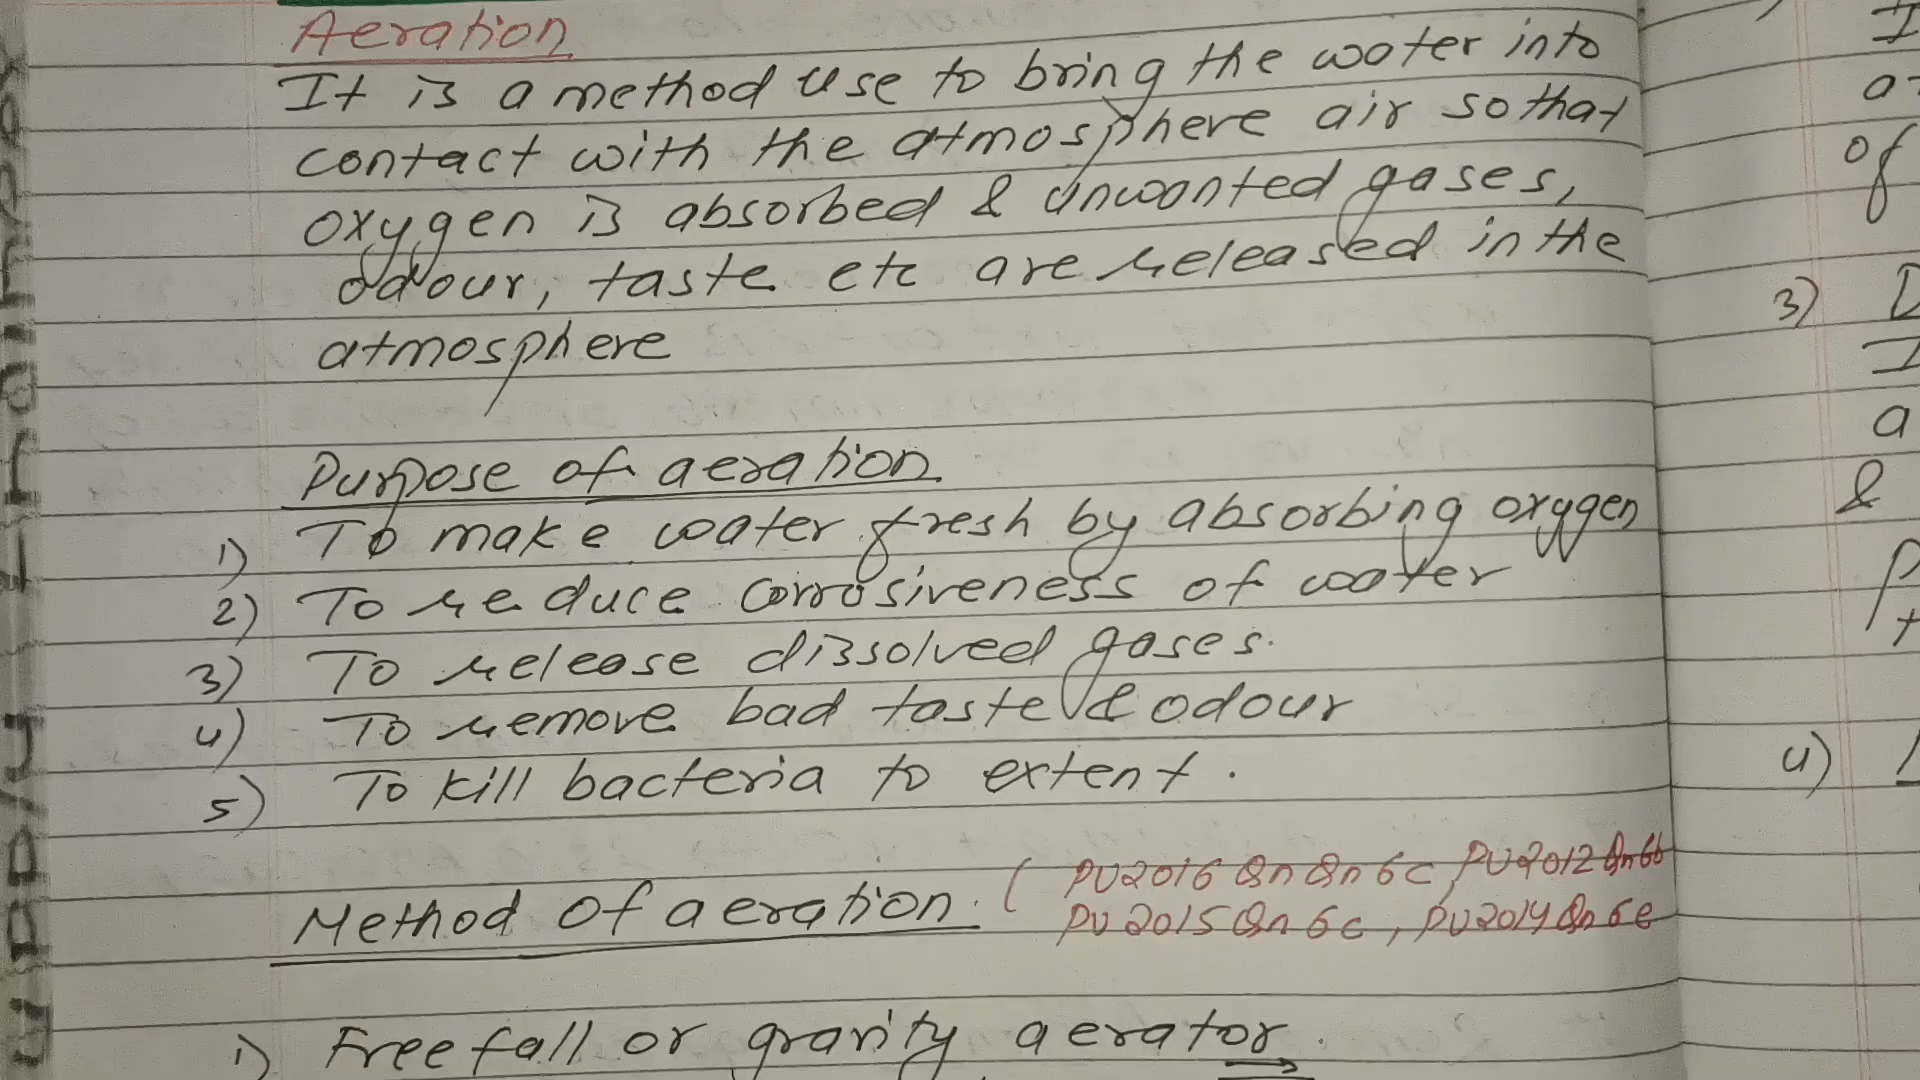 Aeration
It is a method use to bring the water into
contact with the atmosphere air so that
oxygen is absorbed & unwanted gases,
odour, taste etc are released in the
atmosphere
Purpose of aeration
1) To make water fresh by absorbing oxygen
2) To reduce corrosiveness of water
3) To release dissolved gases.
4) To remove bad taste & odour
5) To kill bacteria to extent.
Method of aeration. ( PU2016 Qn Qn 6c, PU2012 Qn6b
PU 2015 Qn 6c, PU2014 Qn 6e
1) Free fall or gravity aerator.
a
of
3)
I
a
&
4)